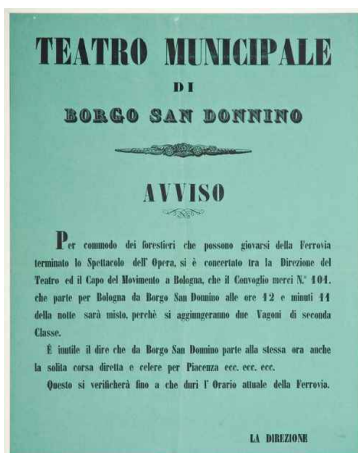 TEATRO MUNICIPALE
DI
BORGO SAN DONNINO
AVVISO
Per commodo dei forestieri che possono giovarsi della Ferrovia
terminato lo Spettacolo dell' Opera, si è concertato tra la Direzione del
Teatro ed il Capo del Movimento a Bologna, che il Convoglio merci N.° 101.
che parte per Bologna da Borgo San Donnino alle ore 12 e minuti 11
della notte sarà misto, perchè si aggiungeranno due Vagoni di seconda
Classe.
È inutile il dire che da Borgo San Donnino parte alla stessa ora anche
la solita corsa diretta e celere per Piacenza ecc. ecc. ecc.
Questo si verificherà fino a che duri l' Orario attuale della Ferrovia.
LA DIREZIONE